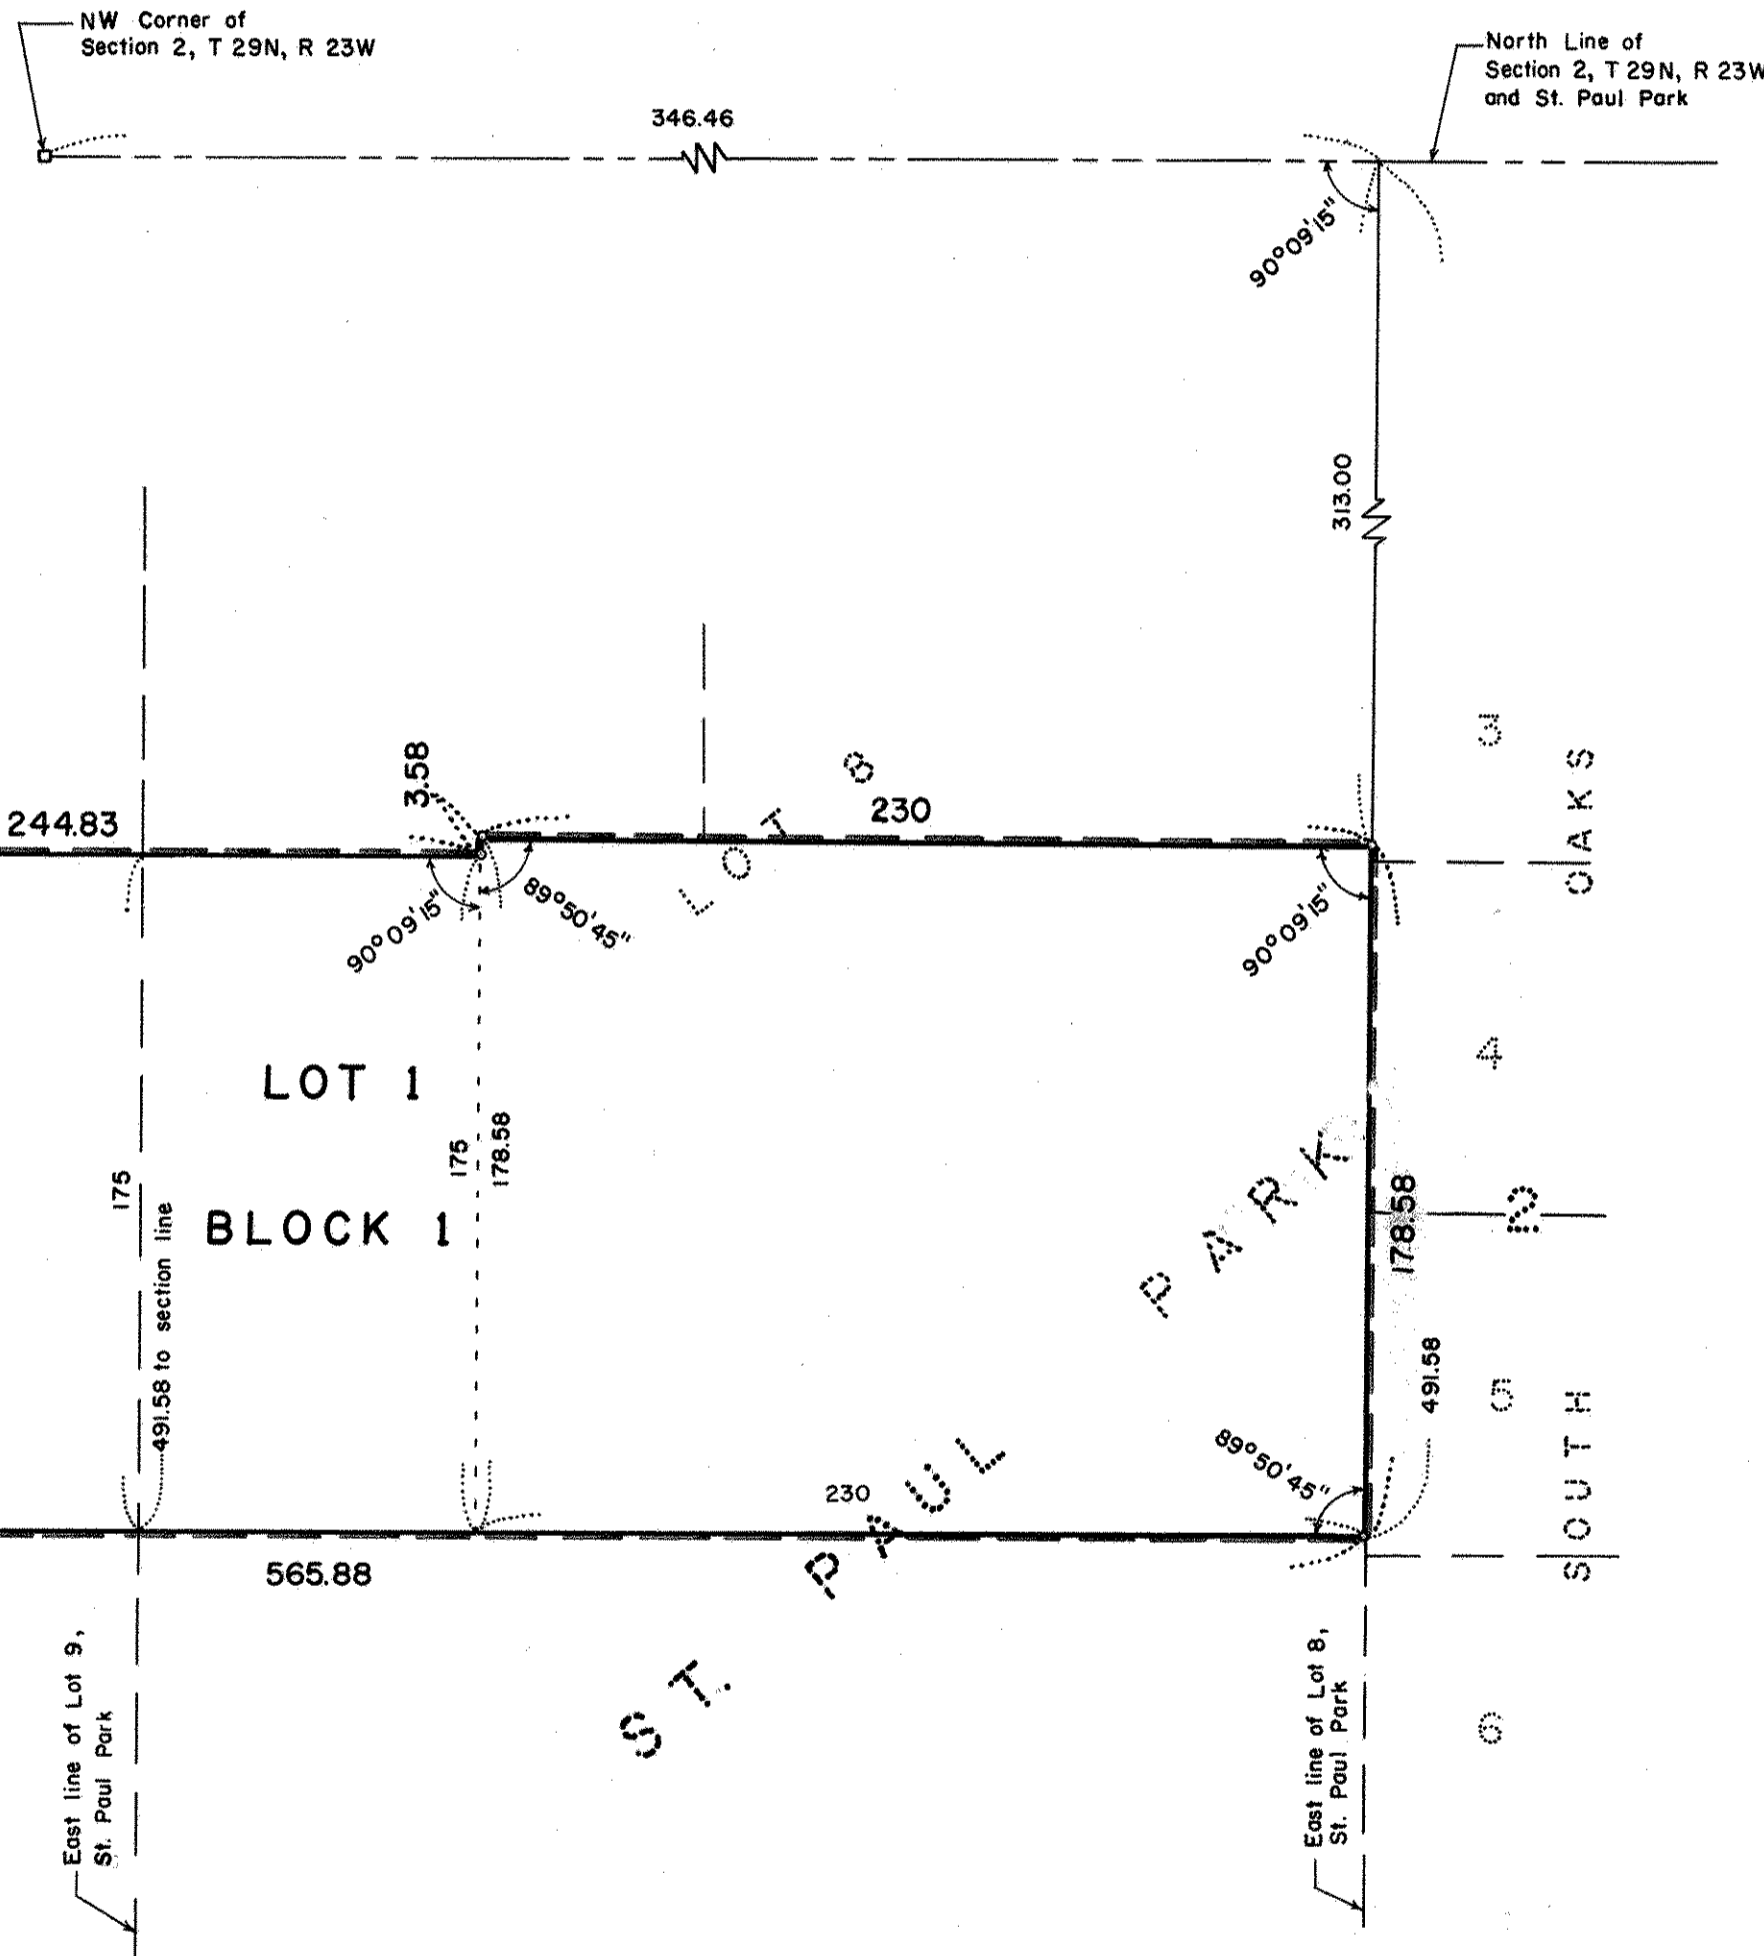 NW Corner of
Section 2, T 29N, R 23W
North Line of
Section 2, T 29N, R 23W
and St. Paul Park
346.46
90°09'15"
313.00
3
OAKS
3.58
244.83
LOT 8
230
90°09'15"
89°50'45"
90°09'15"
4
LOT 1
BLOCK 1
175
175
178.58
178.58
2
491.58 to section line
491.58
5
SOUTH
89°50'45"
230
565.88
ST. PAUL PARK
East line of Lot 9,
St. Paul Park
East line of Lot 8,
St. Paul Park
6